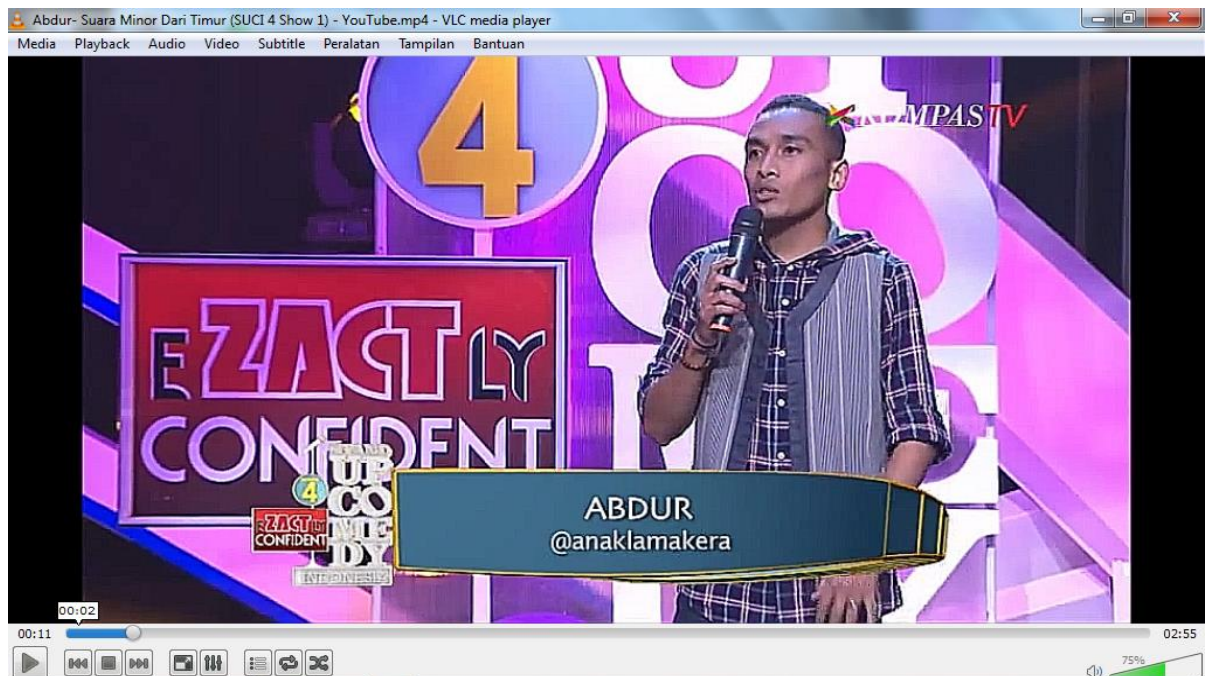 Abdur- Suara Minor Dari Timur (SUCI 4 Show 1) - YouTube.mp4 - VLC media player
Media Playback Audio Video Subtitle Peralatan Tampilan Bantuan
4
KOMPASTV
EZACTLY
CONFIDENT
4
UP
CO
ME
DY
INDONESIA
EZACTLY
CONFIDENT
ABDUR
@anaklamakera
00:02
00:11
02:55
75%